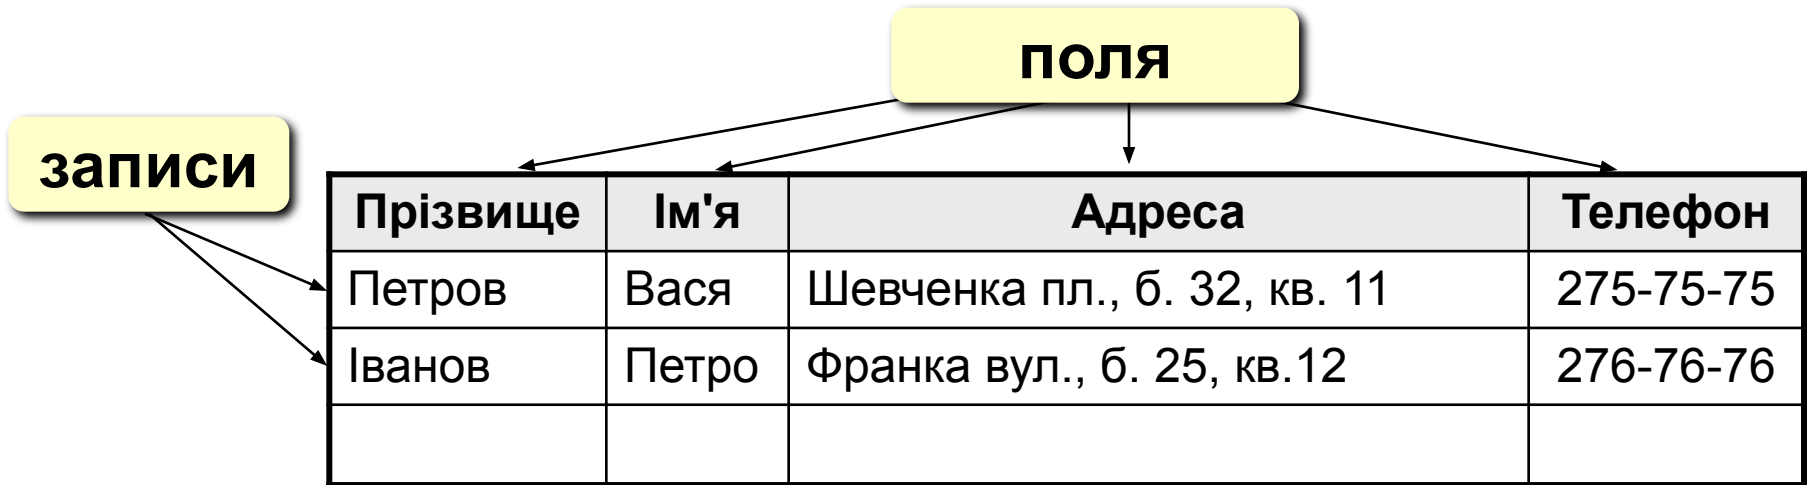 поля
записи
Прізвище Ім'я Адреса Телефон
Петров Вася Шевченка пл., б. 32, кв. 11 275-75-75
Іванов Петро Франка вул., б. 25, кв.12 276-76-76